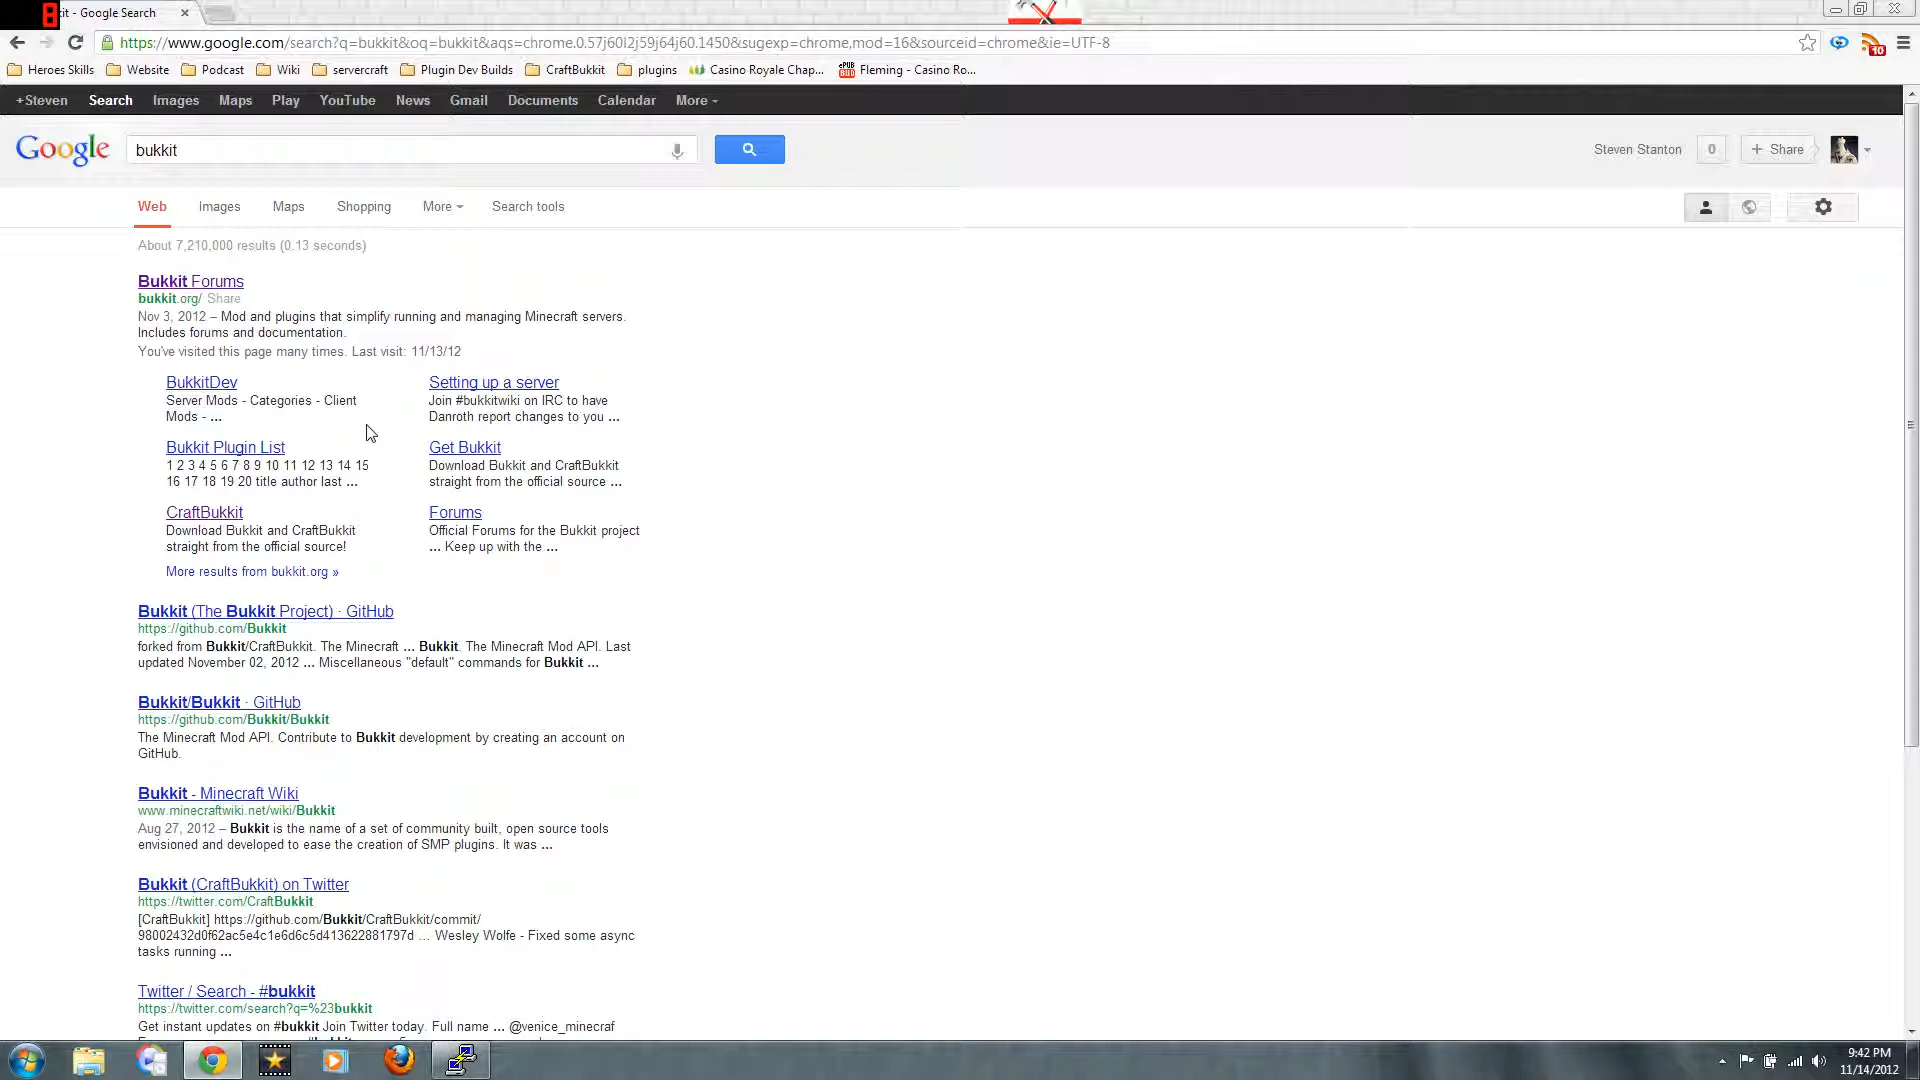 8
kit - Google Search
https://www.google.com/search?q=bukkit&oq=bukkit&aqs=chrome.0.57j60l2j59j64j60.1450&sugexp=chrome,mod=16&sourceid=chrome&ie=UTF-8
10
Heroes Skills Website Podcast Wiki servercraft Plugin Dev Builds CraftBukkit plugins Casino Royale Chap... ePUB BUD Fleming - Casino Ro...
+Steven Search Images Maps Play YouTube News Gmail Documents Calendar More
Google
bukkit
Steven Stanton 0 + Share
Web Images Maps Shopping More Search tools
About 7,210,000 results (0.13 seconds)
Bukkit Forums
bukkit.org/ Share
Nov 3, 2012 – Mod and plugins that simplify running and managing Minecraft servers.
Includes forums and documentation.
You've visited this page many times. Last visit: 11/13/12
BukkitDev
Server Mods - Categories - Client
Mods - ...
Setting up a server
Join #bukkitwiki on IRC to have
Danroth report changes to you ...
Bukkit Plugin List
1 2 3 4 5 6 7 8 9 10 11 12 13 14 15
16 17 18 19 20 title author last ...
Get Bukkit
Download Bukkit and CraftBukkit
straight from the official source ...
CraftBukkit
Download Bukkit and CraftBukkit
straight from the official source!
Forums
Official Forums for the Bukkit project
... Keep up with the ...
More results from bukkit.org »
Bukkit (The Bukkit Project) · GitHub
https://github.com/Bukkit
forked from Bukkit/CraftBukkit. The Minecraft ... Bukkit. The Minecraft Mod API. Last
updated November 02, 2012 ... Miscellaneous "default" commands for Bukkit ...
Bukkit/Bukkit · GitHub
https://github.com/Bukkit/Bukkit
The Minecraft Mod API. Contribute to Bukkit development by creating an account on
GitHub.
Bukkit - Minecraft Wiki
www.minecraftwiki.net/wiki/Bukkit
Aug 27, 2012 – Bukkit is the name of a set of community built, open source tools
envisioned and developed to ease the creation of SMP plugins. It was ...
Bukkit (CraftBukkit) on Twitter
https://twitter.com/CraftBukkit
[CraftBukkit] https://github.com/Bukkit/CraftBukkit/commit/
98002432d0f62ac5e4c1e6d6c5d413622881797d ... Wesley Wolfe - Fixed some async
tasks running ...
Twitter / Search - #bukkit
https://twitter.com/search?q=%23bukkit
Get instant updates on #bukkit Join Twitter today. Full name ... @venice_minecraf
9:42 PM
11/14/2012